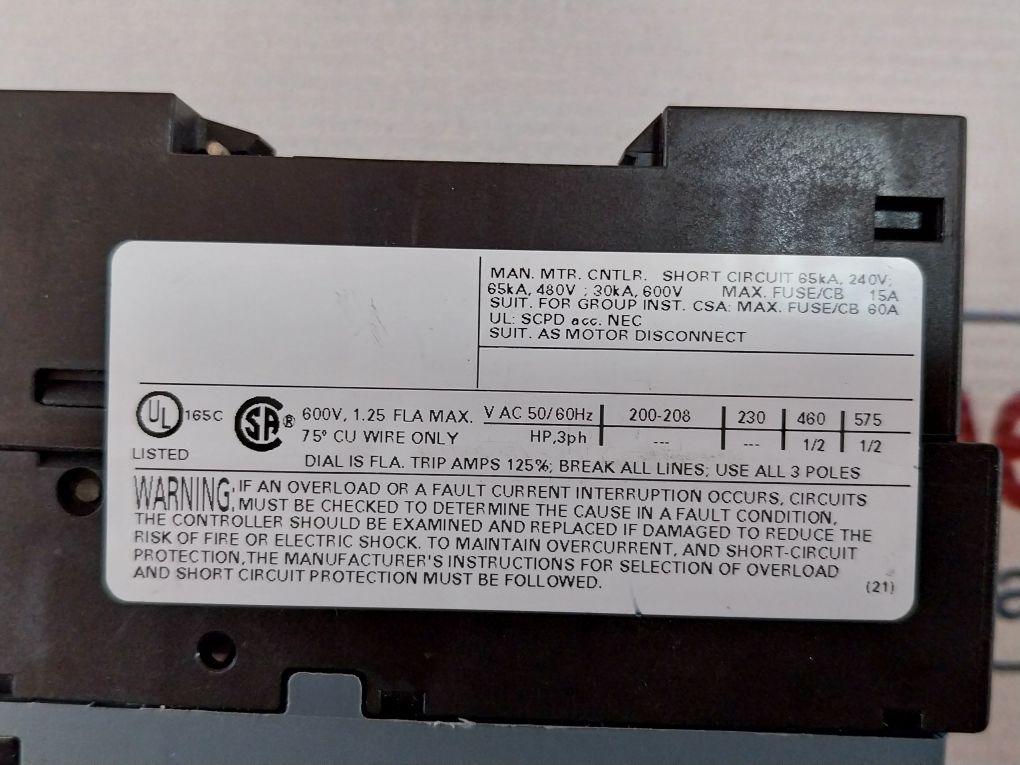 MAN. MTR. CNTLR. SHORT CIRCUIT 65kA, 240V;
65kA, 480V ; 30kA, 600V MAX. FUSE/CB 15A
SUIT. FOR GROUP INST. CSA: MAX. FUSE/CB 60A
UL: SCPD acc. NEC
SUIT. AS MOTOR DISCONNECT
UL 165C
LISTED
SA ®
600V, 1.25 FLA MAX.
75° CU WIRE ONLY
V AC 50/60Hz 200-208 230 460 575
HP,3ph --- --- 1/2 1/2
DIAL IS FLA. TRIP AMPS 125%; BREAK ALL LINES; USE ALL 3 POLES
WARNING: IF AN OVERLOAD OR A FAULT CURRENT INTERRUPTION OCCURS, CIRCUITS
MUST BE CHECKED TO DETERMINE THE CAUSE IN A FAULT CONDITION,
THE CONTROLLER SHOULD BE EXAMINED AND REPLACED IF DAMAGED TO REDUCE THE
RISK OF FIRE OR ELECTRIC SHOCK. TO MAINTAIN OVERCURRENT, AND SHORT-CIRCUIT
PROTECTION,THE MANUFACTURER'S INSTRUCTIONS FOR SELECTION OF OVERLOAD
AND SHORT CIRCUIT PROTECTION MUST BE FOLLOWED.
(21)